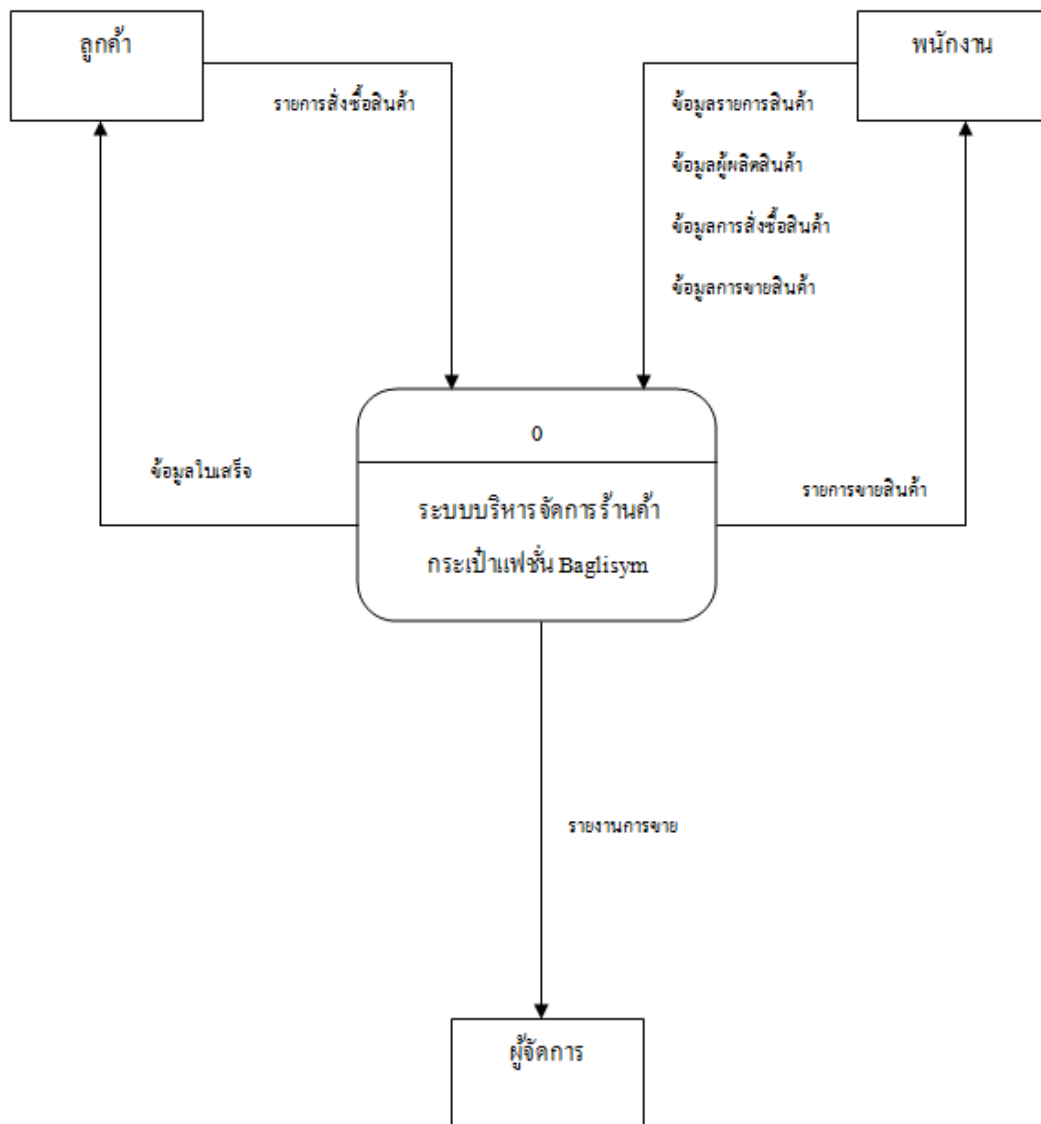 ลูกค้า
พนักงาน
รายการสั่งซื้อสินค้า
ข้อมูลรายการสินค้า
ข้อมูลผู้ผลิตสินค้า
ข้อมูลการสั่งซื้อสินค้า
ข้อมูลการขายสินค้า
0
ระบบบริหารจัดการร้านค้า
กระเป๋าแฟชั่น Baglisym
ข้อมูลใบเสร็จ
รายการขายสินค้า
รายงานการขาย
ผู้จัดการ